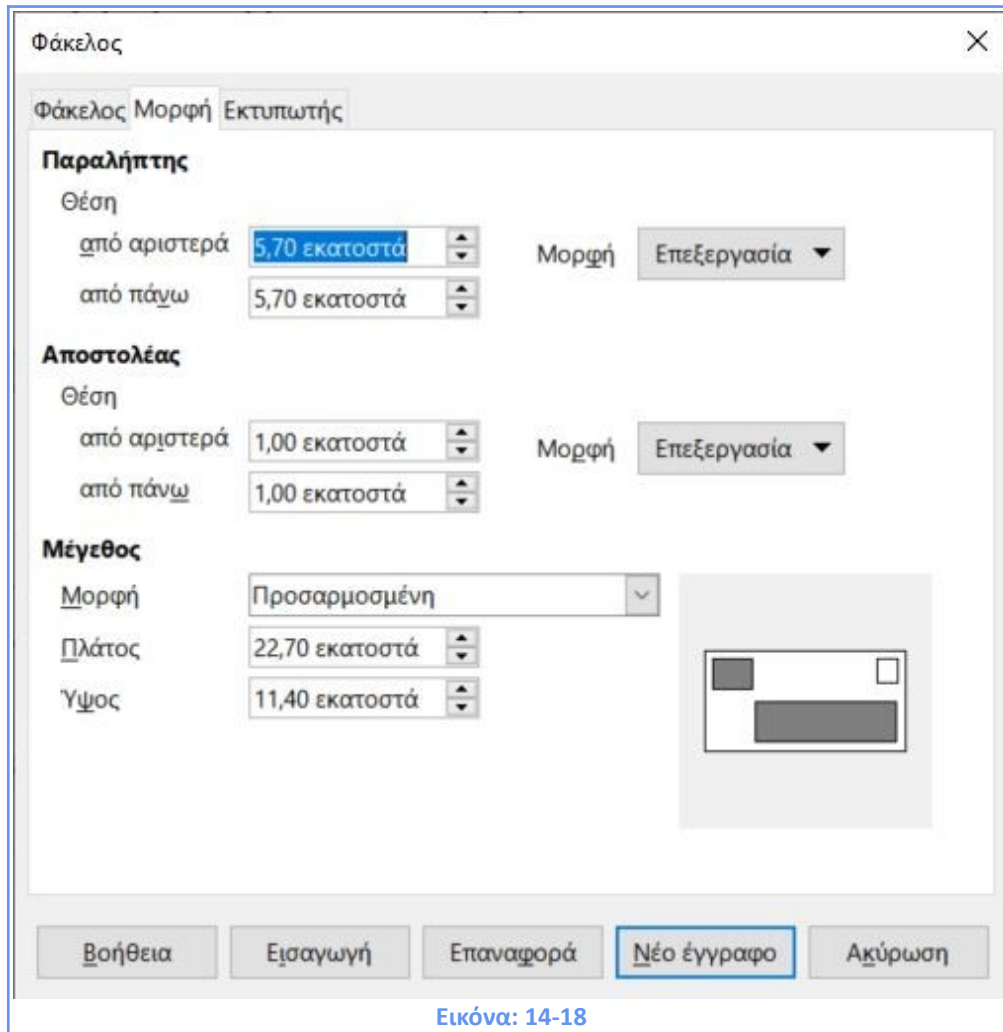 Φάκελος
Φάκελος Μορφή Εκτυπωτής
Παραλήπτης
Θέση
από αριστερά 5,70 εκατοστά Μορφή Επεξεργασία
από πάνω 5,70 εκατοστά
Αποστολέας
Θέση
από αριστερά 1,00 εκατοστά Μορφή Επεξεργασία
από πάνω 1,00 εκατοστά
Μέγεθος
Μορφή Προσαρμοσμένη
Πλάτος 22,70 εκατοστά
Ύψος 11,40 εκατοστά
Βοήθεια Εισαγωγή Επαναφορά Νέο έγγραφο Ακύρωση
Εικόνα: 14-18